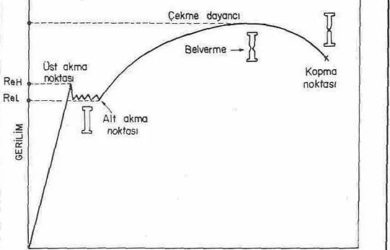 Çekme dayancı
Belverme
Üst akma
noktası
ReH
ReL
Alt akma
noktası
Kopma
noktası
GERİLİM